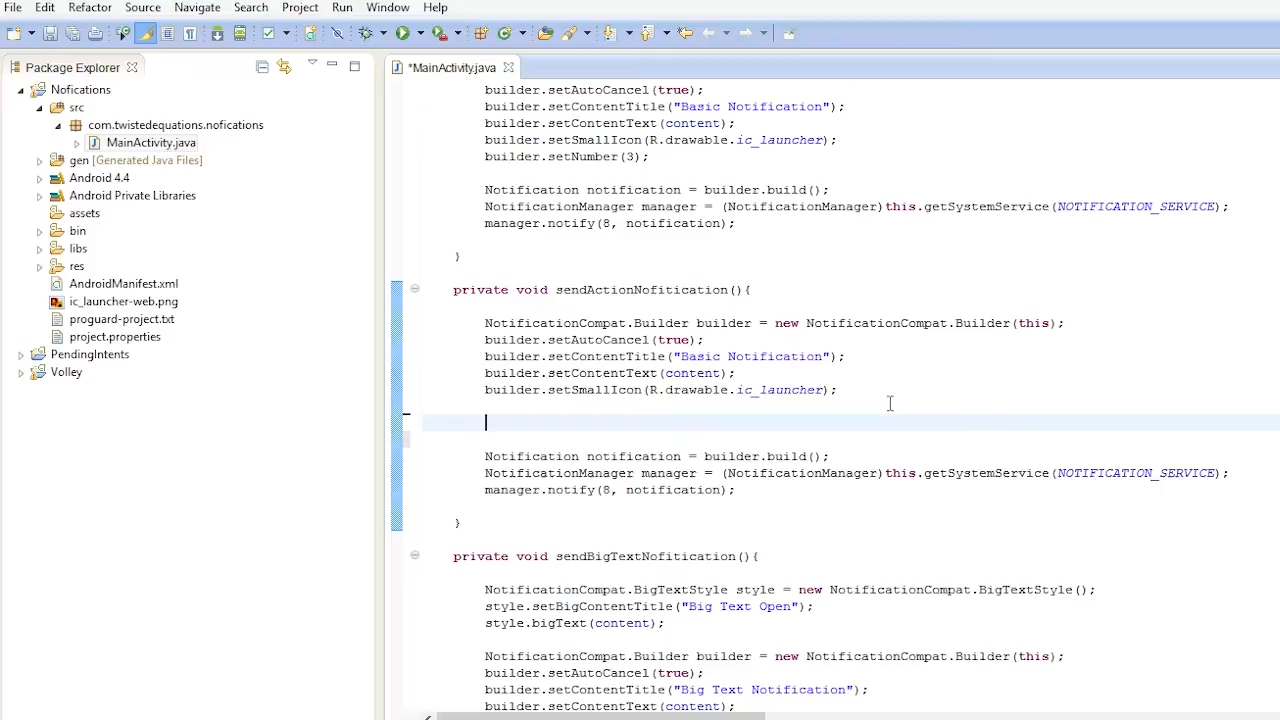 File Edit Refactor Source Navigate Search Project Run Window Help
Package Explorer
*MainActivity.java
Nofications
src
com.twistedequations.nofications
MainActivity.java
gen [Generated Java Files]
Android 4.4
Android Private Libraries
assets
bin
libs
res
AndroidManifest.xml
ic_launcher-web.png
proguard-project.txt
project.properties
PendingIntents
Volley
builder.setAutoCancel(true);
builder.setContentTitle("Basic Notification");
builder.setContentText(content);
builder.setSmallIcon(R.drawable.ic_launcher);
builder.setNumber(3);
Notification notification = builder.build();
NotificationManager manager = (NotificationManager)this.getSystemService(NOTIFICATION_SERVICE);
manager.notify(8, notification);
}
private void sendActionNofitication(){
NotificationCompat.Builder builder = new NotificationCompat.Builder(this);
builder.setAutoCancel(true);
builder.setContentTitle("Basic Notification");
builder.setContentText(content);
builder.setSmallIcon(R.drawable.ic_launcher);
Notification notification = builder.build();
NotificationManager manager = (NotificationManager)this.getSystemService(NOTIFICATION_SERVICE);
manager.notify(8, notification);
}
private void sendBigTextNofitication(){
NotificationCompat.BigTextStyle style = new NotificationCompat.BigTextStyle();
style.setBigContentTitle("Big Text Open");
style.bigText(content);
NotificationCompat.Builder builder = new NotificationCompat.Builder(this);
builder.setAutoCancel(true);
builder.setContentTitle("Big Text Notification");
builder.setContentText(content);